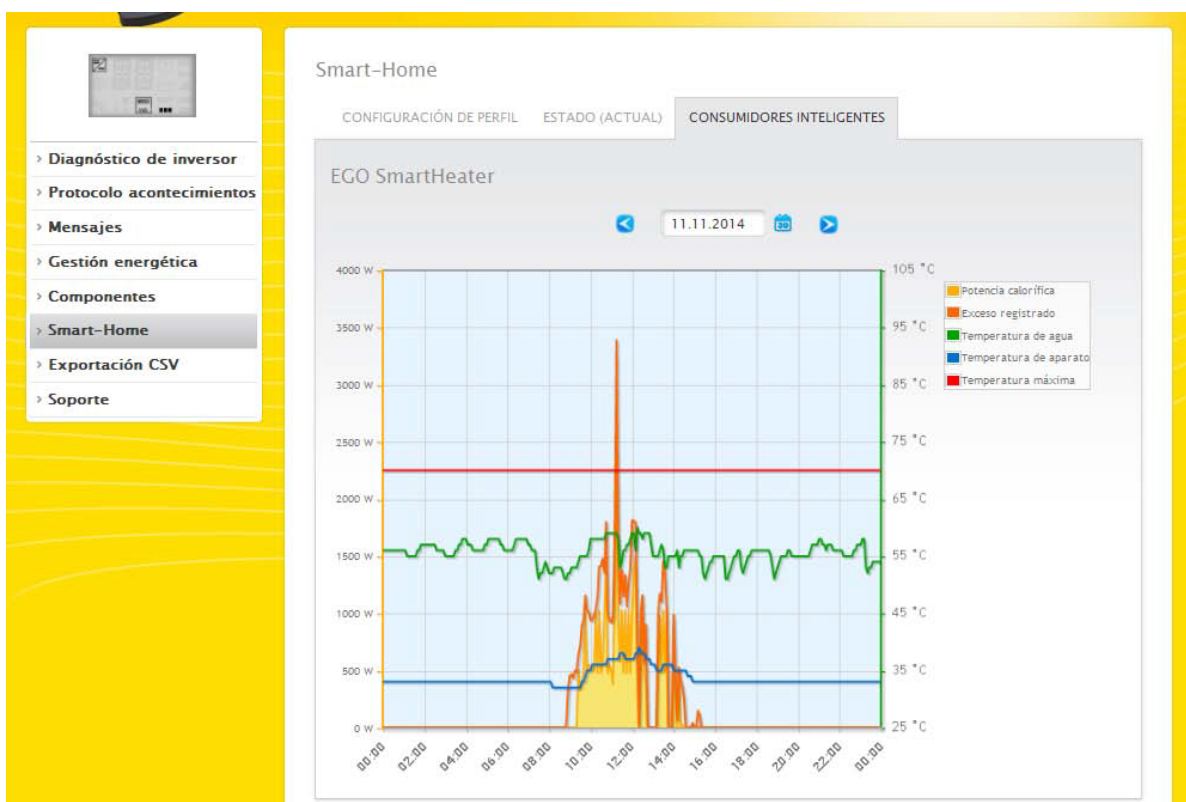 Diagnóstico de inversor
Protocolo acontecimientos
Mensajes
Gestión energética
Componentes
Smart-Home
Exportación CSV
Soporte
Smart-Home
CONFIGURACIÓN DE PERFIL ESTADO (ACTUAL) CONSUMIDORES INTELIGENTES
EGO SmartHeater
11.11.2014
4000 W
3500 W
3000 W
2500 W
2000 W
1500 W
1000 W
500 W
0 W
105 °C
95 °C
85 °C
75 °C
65 °C
55 °C
45 °C
35 °C
25 °C
Potencia calorífica
Exceso registrado
Temperatura de agua
Temperatura de aparato
Temperatura máxima
00:00 02:00 04:00 06:00 08:00 10:00 12:00 14:00 16:00 18:00 20:00 22:00 00:00